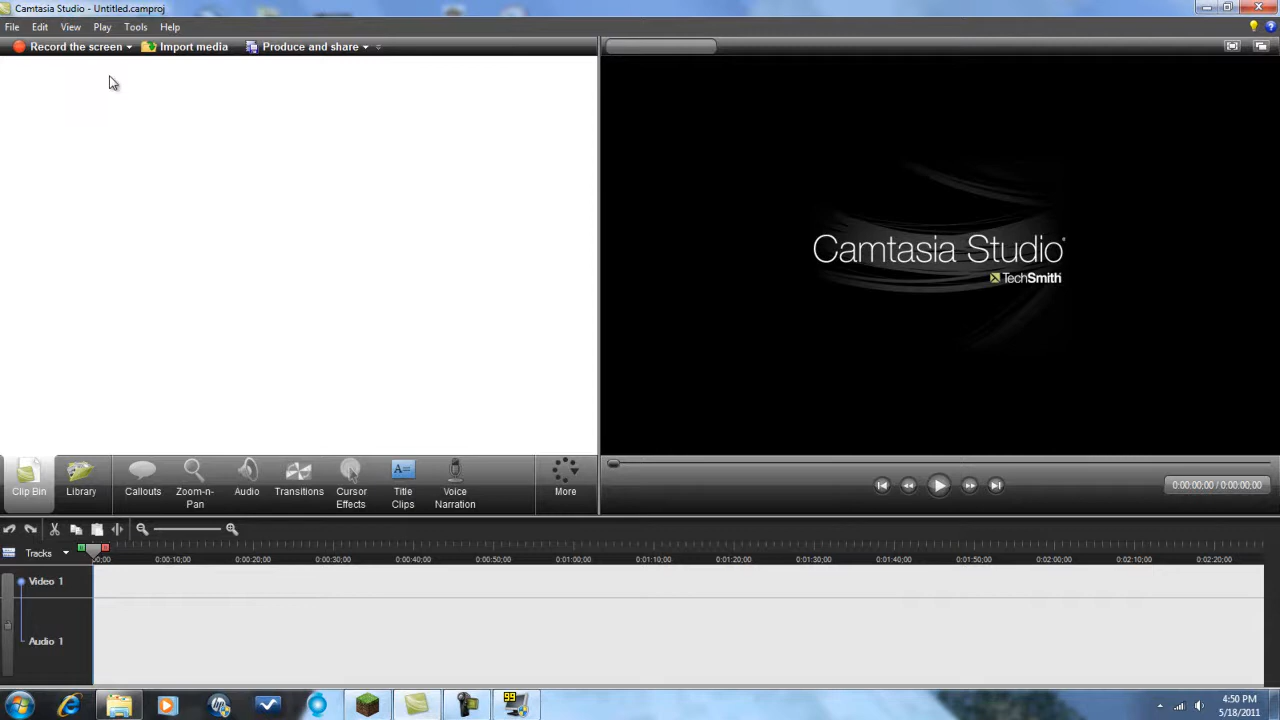 Camtasia Studio - Untitled.camproj
File Edit View Play Tools Help
Record the screen Import media Produce and share
Camtasia Studio
TechSmith
Clip Bin Library Callouts Zoom-n-Pan Audio Transitions Cursor Effects Title Clips Voice Narration More
A=
0:00:00;00 / 0:00:00;00
Tracks
00;00 0:00:10;00 0:00:20;00 0:00:30;00 0:00:40;00 0:00:50;00 0:01:00;00 0:01:10;00 0:01:20;00 0:01:30;00 0:01:40;00 0:01:50;00 0:02:00;00 0:02:10;00 0:02:20;00
Video 1
Audio 1
99
4:50 PM
5/18/2011